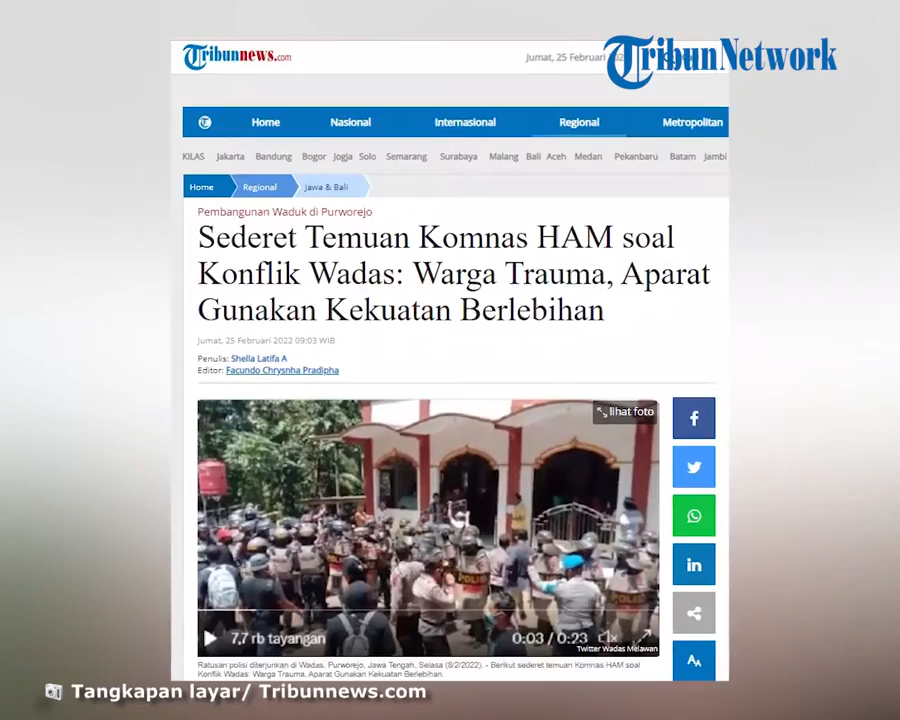 Tribunnews.com
Jumat, 25 Februari
TribunNetwork
Home Nasional Internasional Regional Metropolitan
KILAS Jakarta Bandung Bogor Jogja Solo Semarang Surabaya Malang Bali Aceh Medan Pekanbaru Batam Jambi
Home Regional Jawa & Bali
Pembangunan Waduk di Purworejo
Sederet Temuan Komnas HAM soal
Konflik Wadas: Warga Trauma, Aparat
Gunakan Kekuatan Berlebihan
Jumat, 25 Februari 2022 09:03 WIB
Penulis: Shella Latifa A
Editor: Facundo Chrysnha Pradipha
lihat foto
POLISI
7,7 rb tayangan
0:03 / 0:23
Twitter Wadas Melawan
Ratusan polisi diterjunkan di Wadas, Purworejo, Jawa Tengah, Selasa (8/2/2022). - Berikut sederet temuan Komnas HAM soal
Konflik Wadas: Warga Trauma, Aparat Gunakan Kekuatan Berlebihan.
Tangkapan layar/ Tribunnews.com